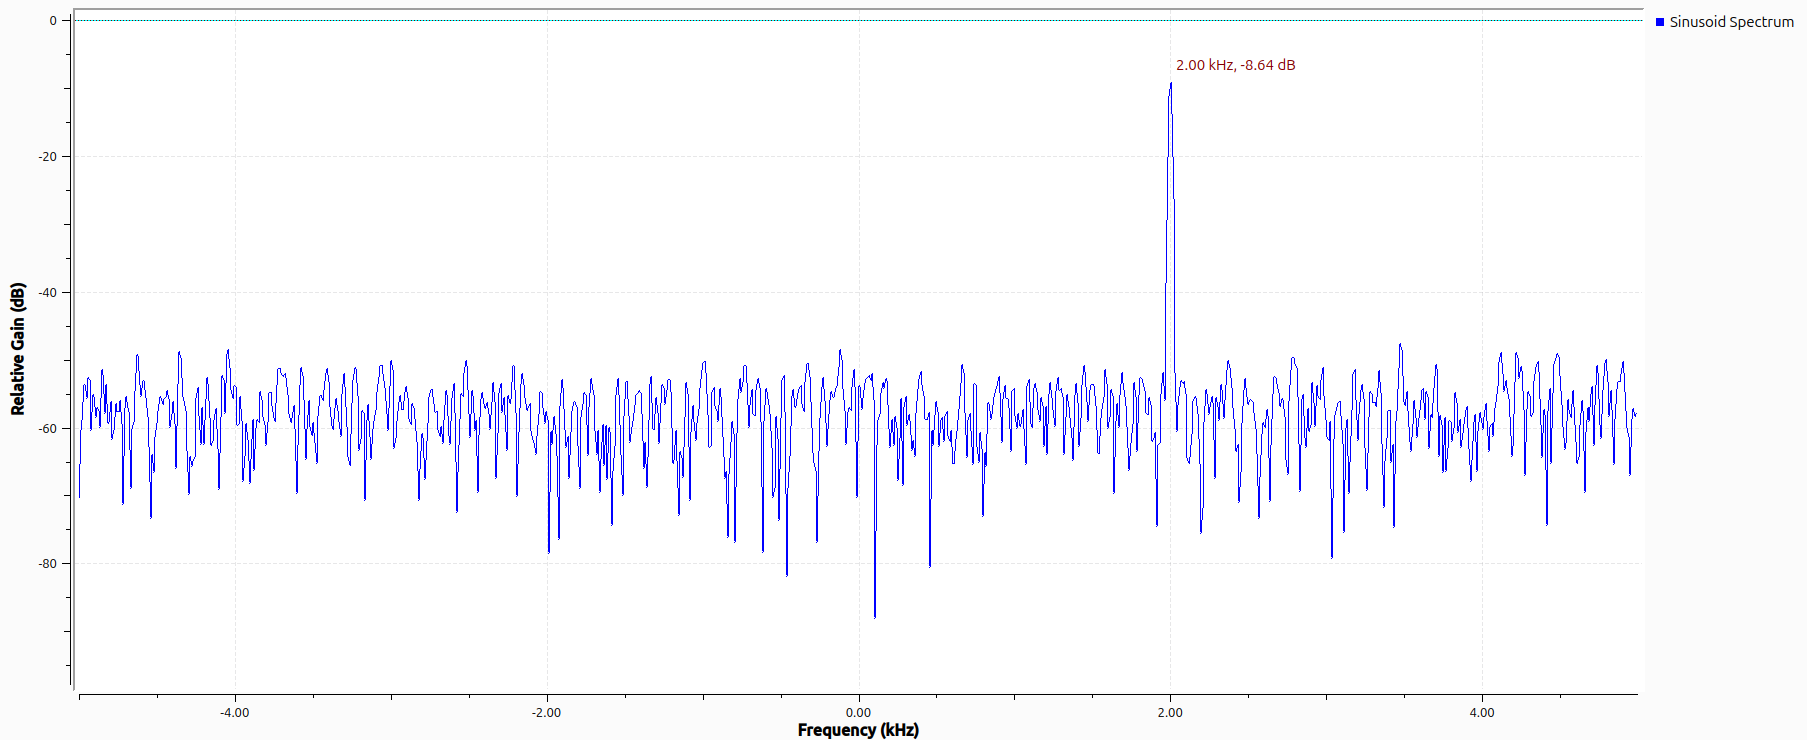 Sinusoid Spectrum
2.00 kHz, -8.64 dB
Relative Gain (dB)
0
-20
-40
-60
-80
-4.00
-2.00
0.00
2.00
4.00
Frequency (kHz)